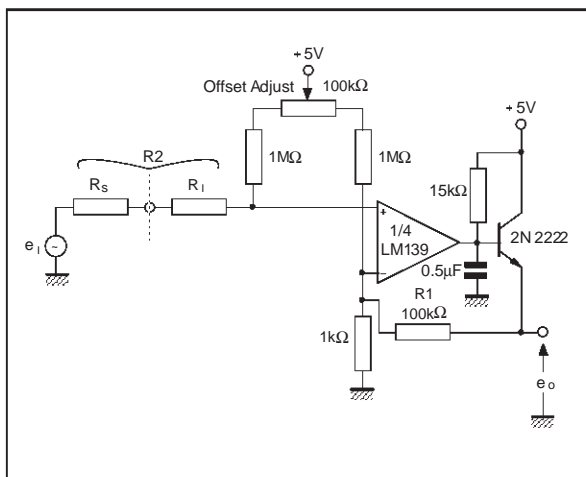 +5V
Offset Adjust
100kΩ
+5V
R2
1MΩ
1MΩ
15kΩ
RS
RI
eI
~
+
1/4
LM139
−
2N2222
0.5μF
R1
100kΩ
1kΩ
eo